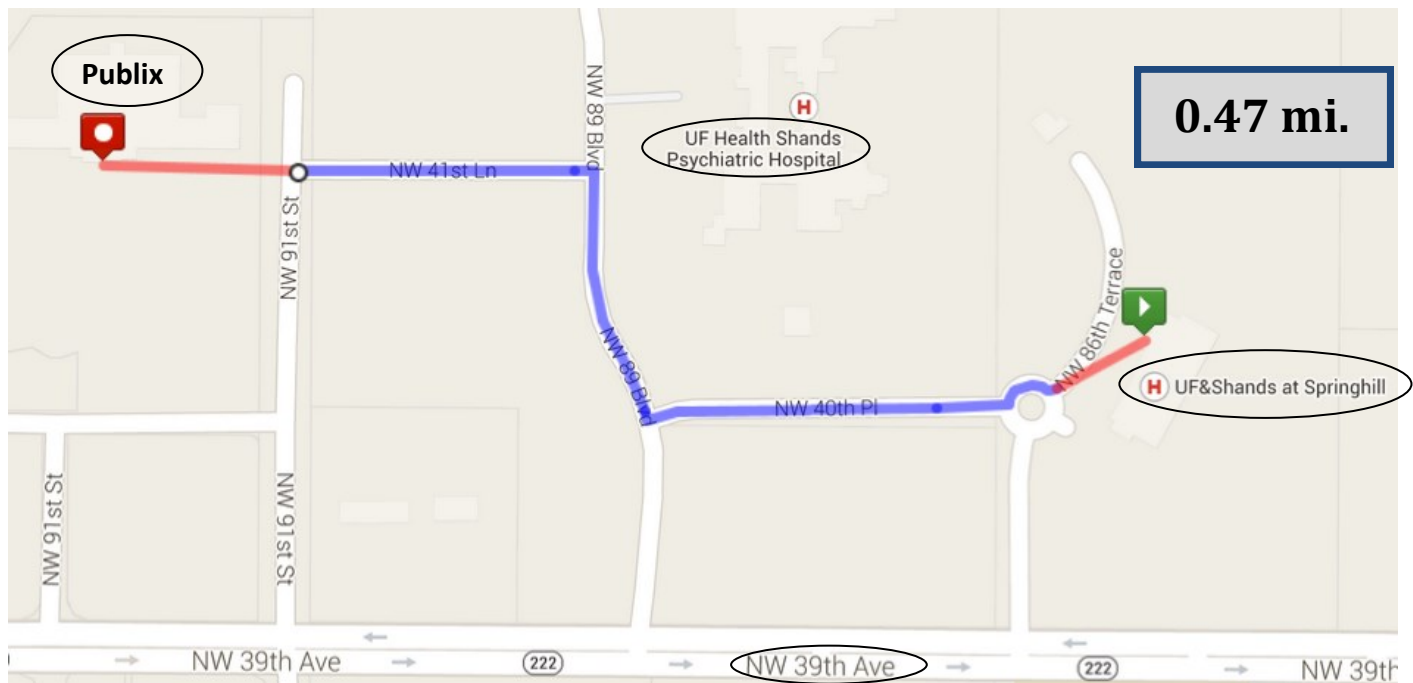 Publix
0.47 mi.
NW 89 Blvd
H
UF Health Shands
Psychiatric Hospital
NW 41st Ln
NW 91st St
NW 86th Terrace
NW 89 Blvd
H UF&Shands at Springhill
NW 40th Pl
NW 91st St
NW 91st St
NW 39th Ave
222
NW 39th Ave
222
NW 39th